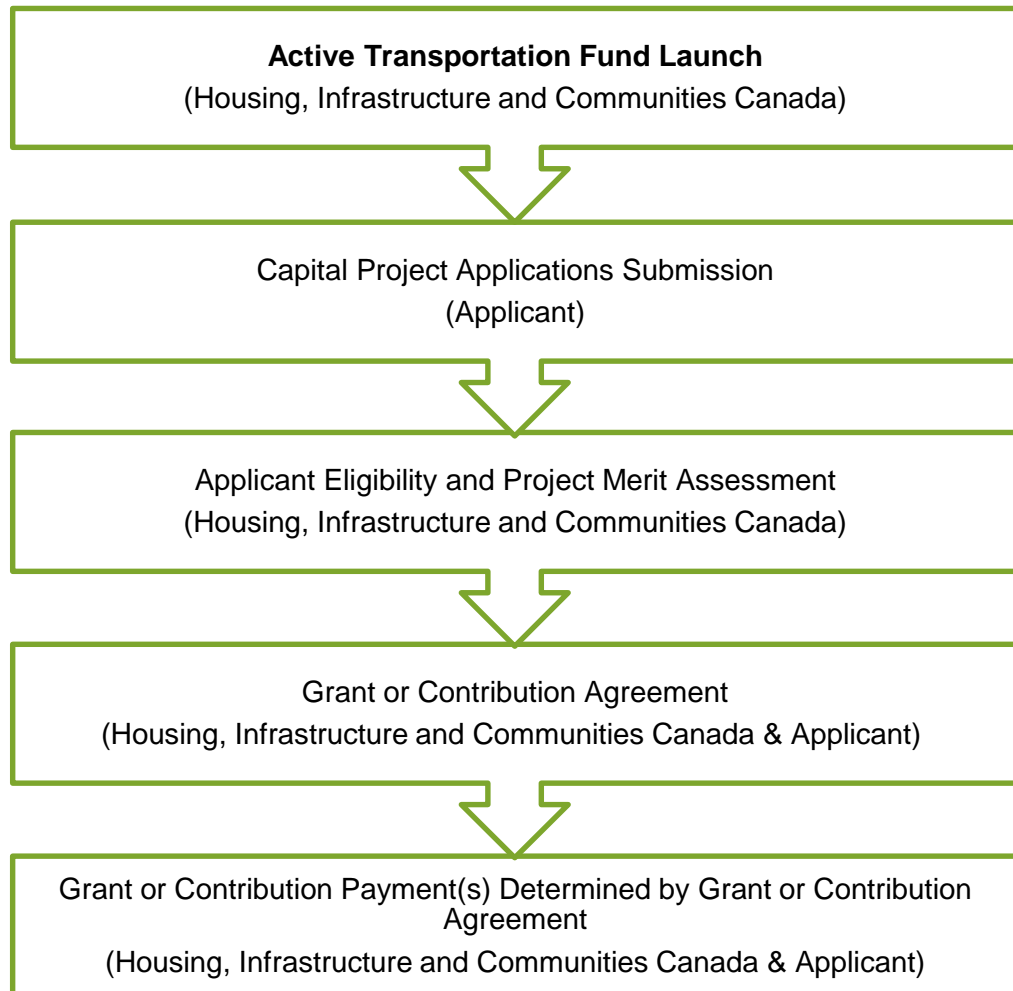 Active Transportation Fund Launch
(Housing, Infrastructure and Communities Canada)
Capital Project Applications Submission
(Applicant)
Applicant Eligibility and Project Merit Assessment
(Housing, Infrastructure and Communities Canada)
Grant or Contribution Agreement
(Housing, Infrastructure and Communities Canada & Applicant)
Grant or Contribution Payment(s) Determined by Grant or Contribution
Agreement
(Housing, Infrastructure and Communities Canada & Applicant)